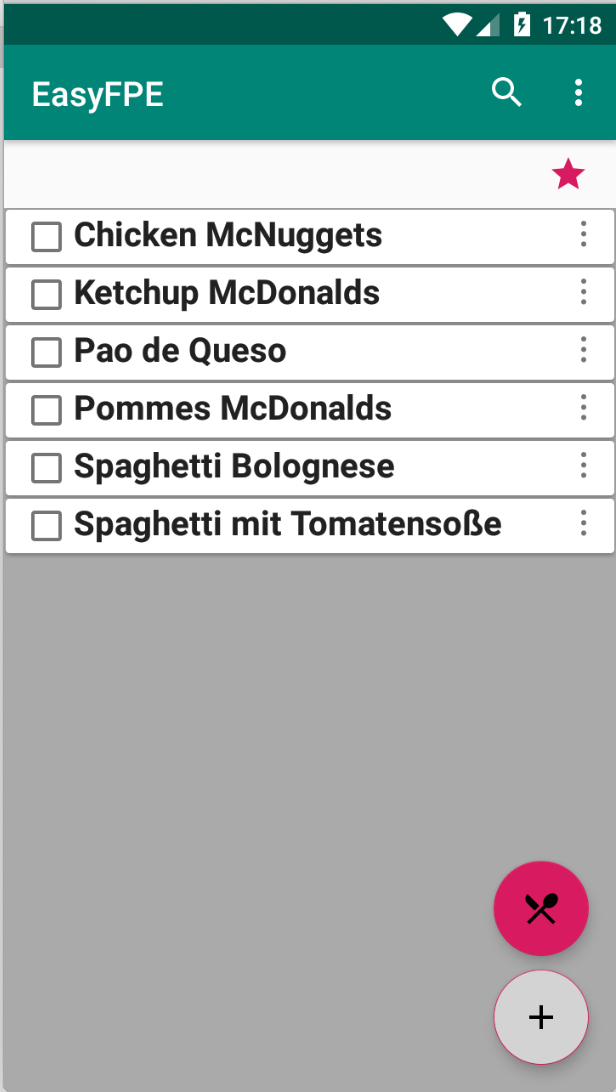 17:18
EasyFPE
Chicken McNuggets
Ketchup McDonalds
Pao de Queso
Pommes McDonalds
Spaghetti Bolognese
Spaghetti mit Tomatensoße